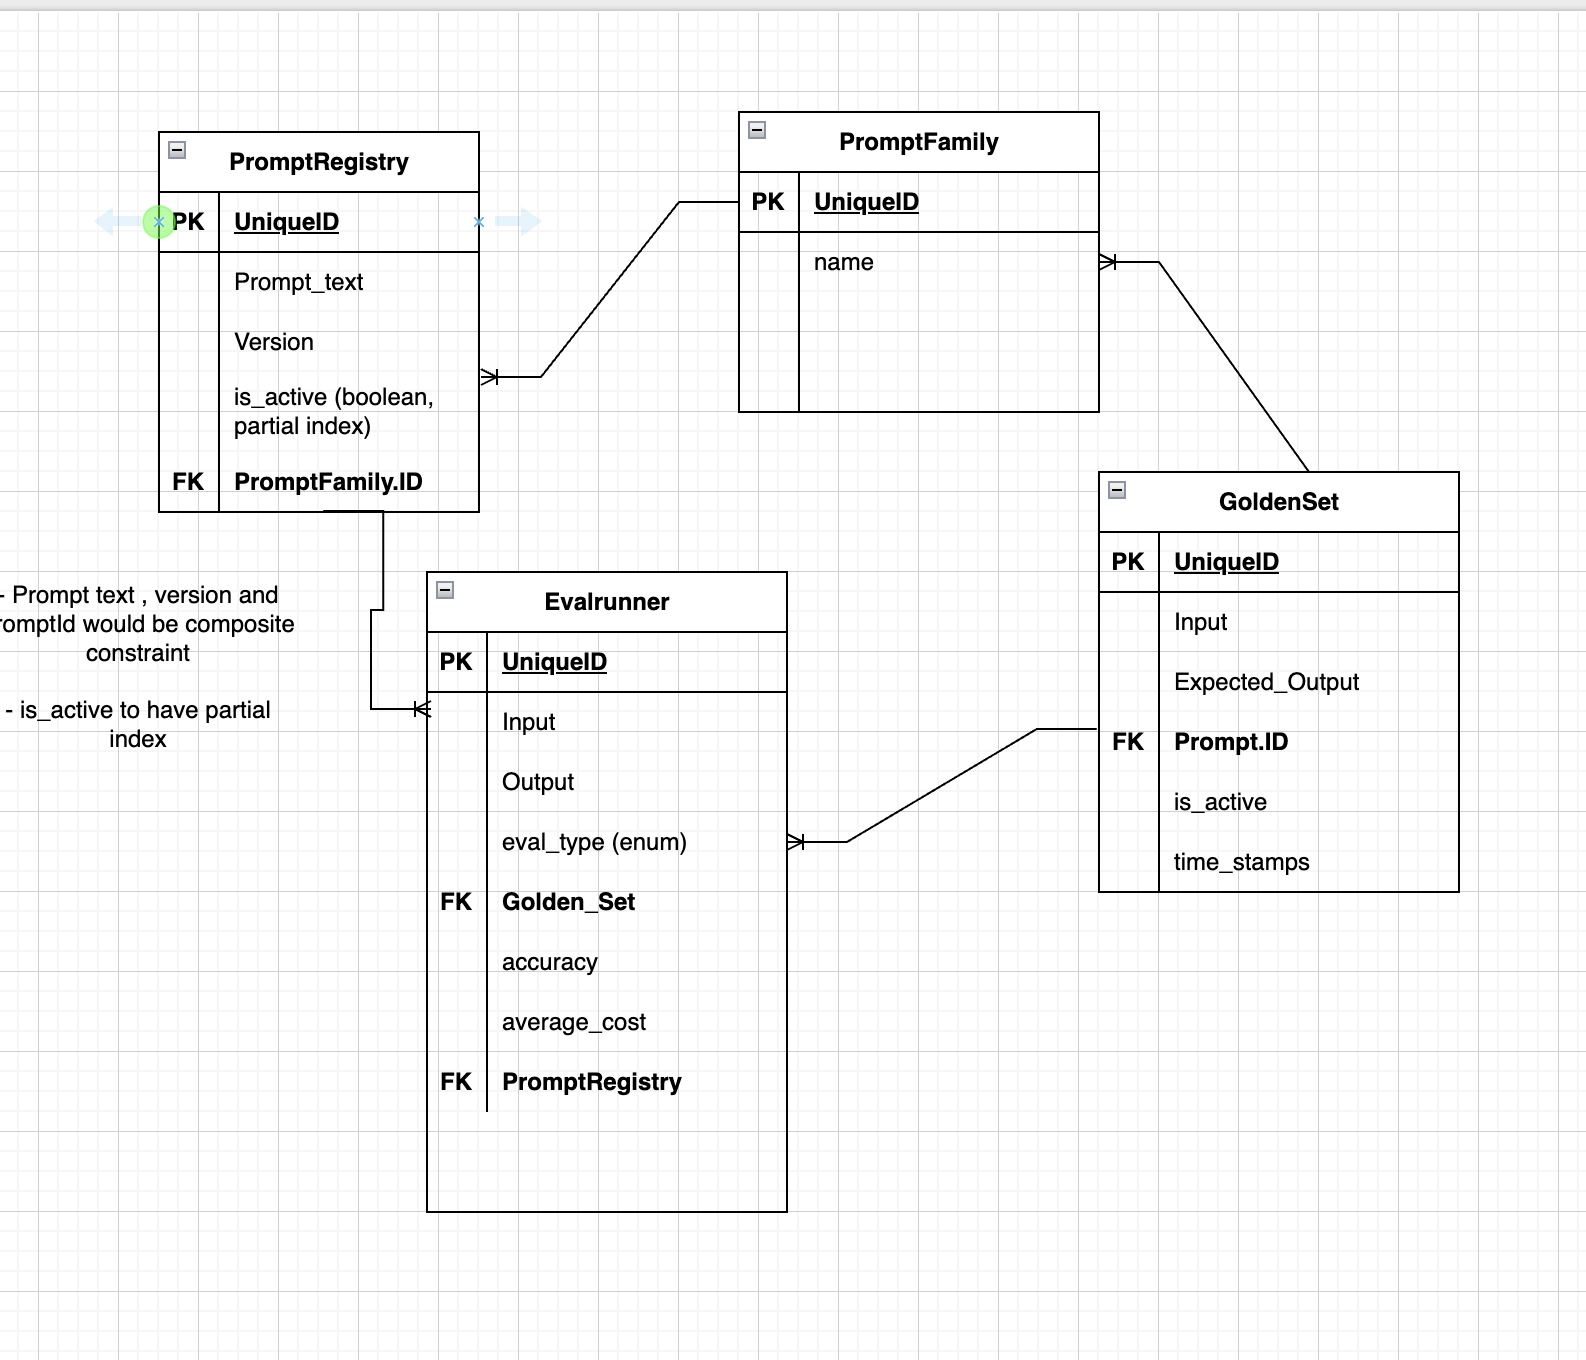 PromptRegistry
PK UniqueID
Prompt_text
Version
is_active (boolean,
partial index)
FK PromptFamily.ID
PromptFamily
PK UniqueID
name
- Prompt text , version and
romptId would be composite
constraint
- is_active to have partial
index
Evalrunner
PK UniqueID
Input
Output
eval_type (enum)
FK Golden_Set
accuracy
average_cost
FK PromptRegistry
GoldenSet
PK UniqueID
Input
Expected_Output
FK Prompt.ID
is_active
time_stamps